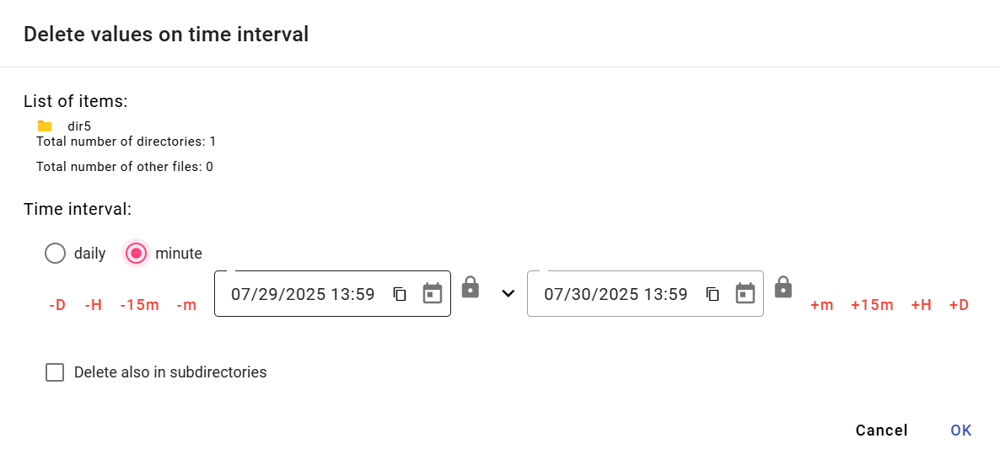 Delete values on time interval
List of items:
dir5
Total number of directories: 1
Total number of other files: 0
Time interval:
daily minute
-D -H -15m -m 07/29/2025 13:59 07/30/2025 13:59 +m +15m +H +D
Delete also in subdirectories
Cancel OK